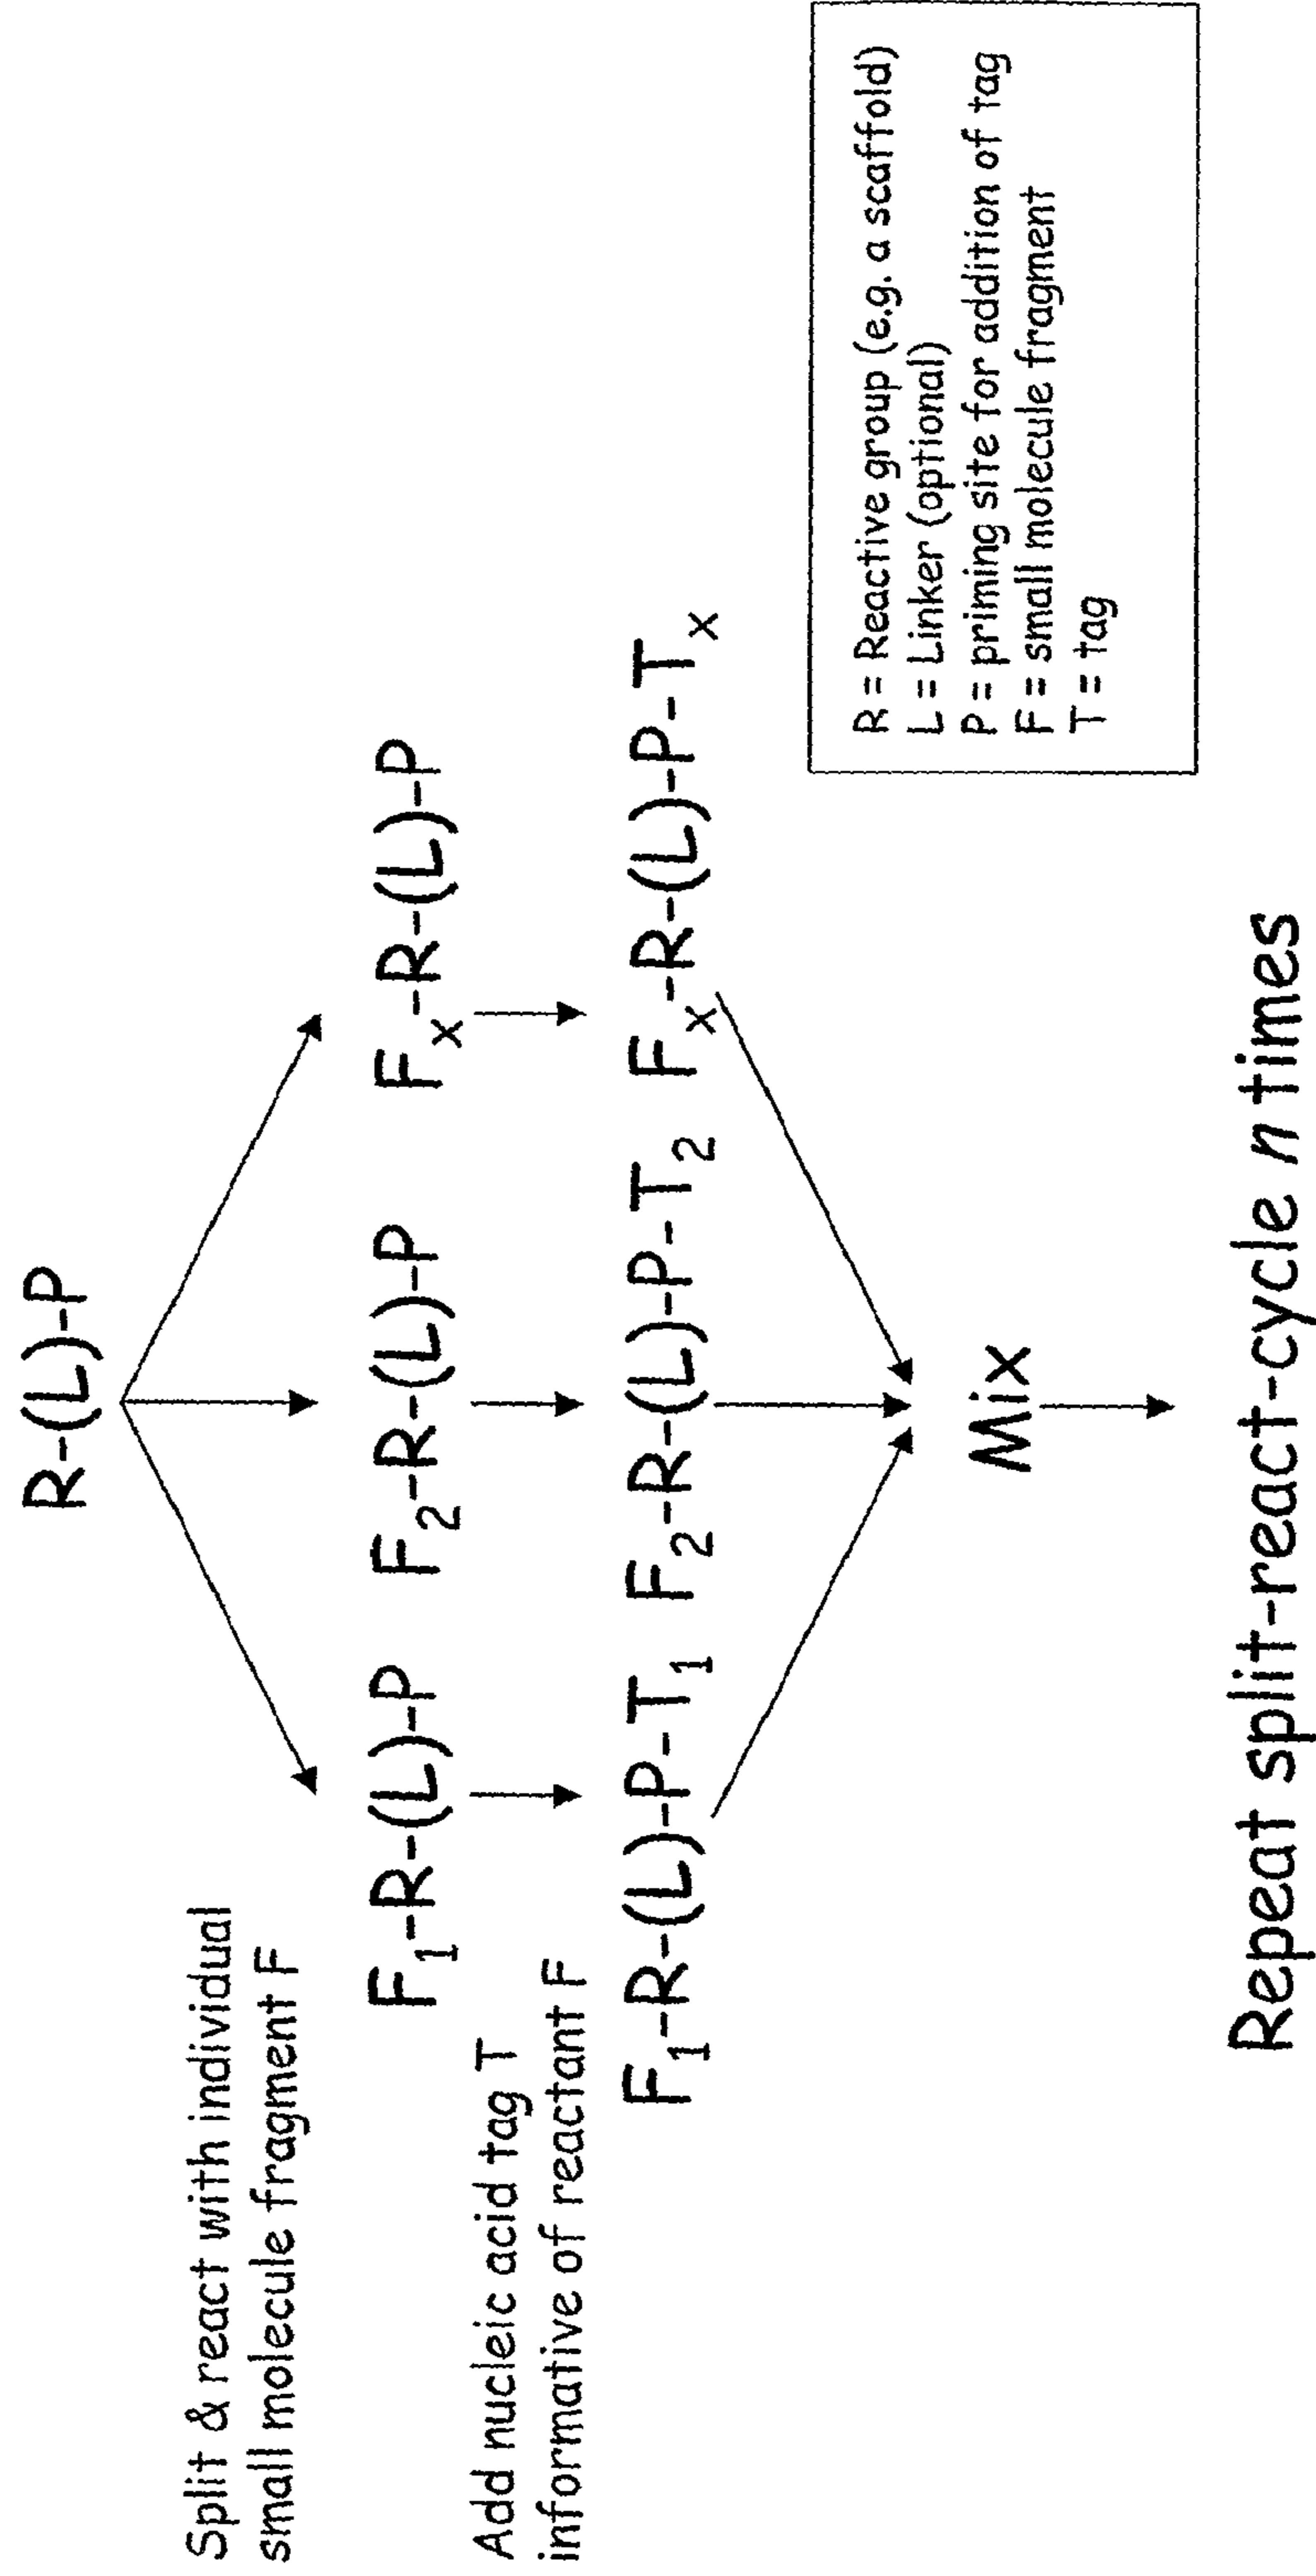 R-(L)-P
Split & react with individual
small molecule fragment F
F₁-R-(L)-P F₂-R-(L)-P Fₓ-R-(L)-P
Add nucleic acid tag T
informative of reactant F
F₁-R-(L)-P-T₁ F₂-R-(L)-P-T₂ Fₓ-R-(L)-P-Tₓ
Mix
Repeat split-react-cycle n times
R = Reactive group (e.g. a scaffold)
L = Linker (optional)
P = priming site for addition of tag
F = small molecule fragment
T = tag